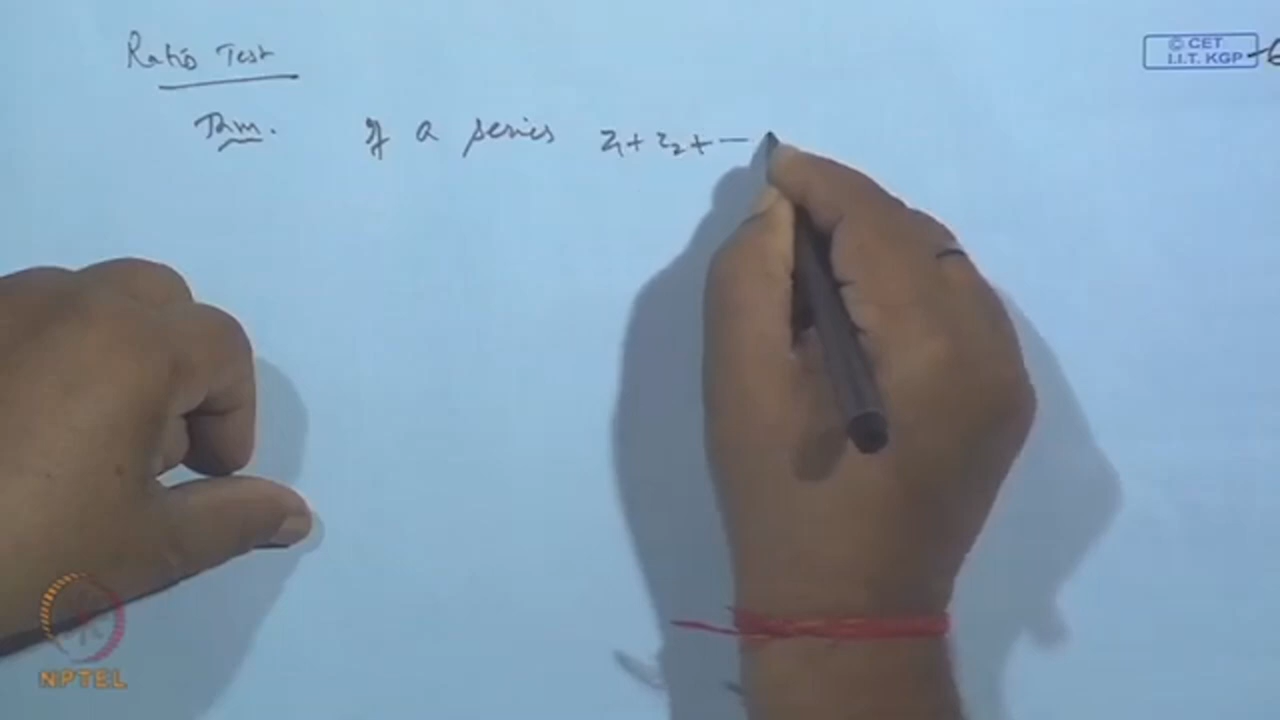 Ratio Test
© CET
I.I.T. KGP
Thm. If a series z₁ + z₂ + —
NPTEL